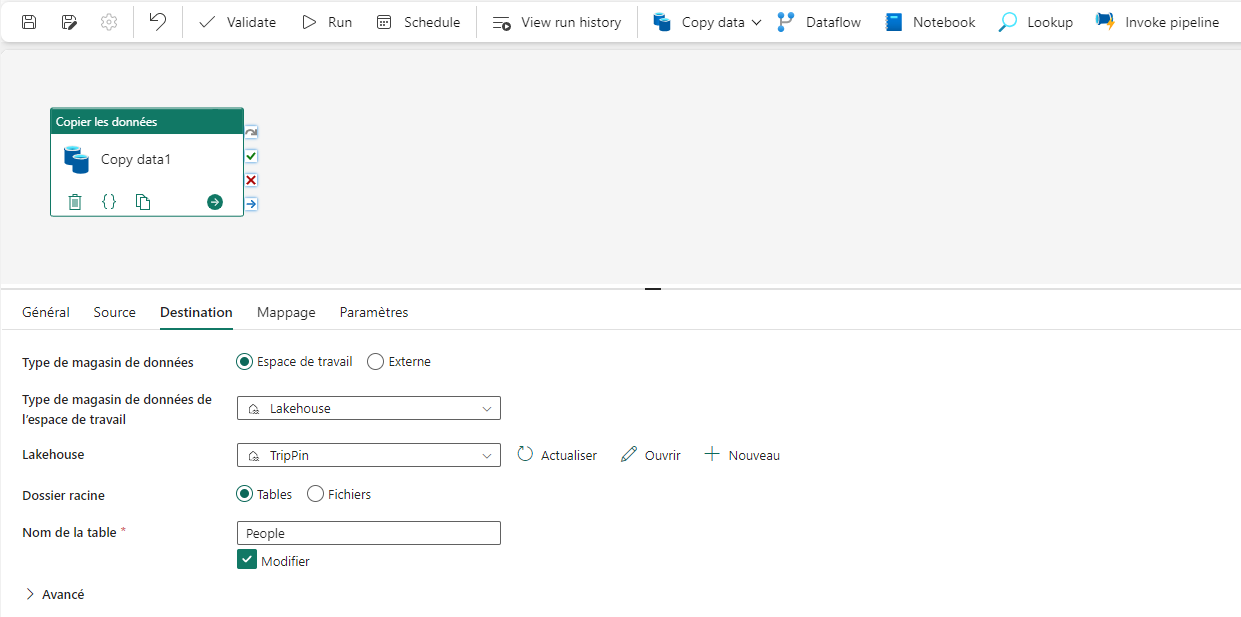 Validate Run Schedule View run history Copy data Dataflow Notebook Lookup Invoke pipeline
Copier les données
Copy data1
Général Source Destination Mappage Paramètres
Type de magasin de données Espace de travail Externe
Type de magasin de données de
l'espace de travail
Lakehouse
Lakehouse TripPin Actualiser Ouvrir Nouveau
Dossier racine Tables Fichiers
Nom de la table * People
Modifier
Avancé